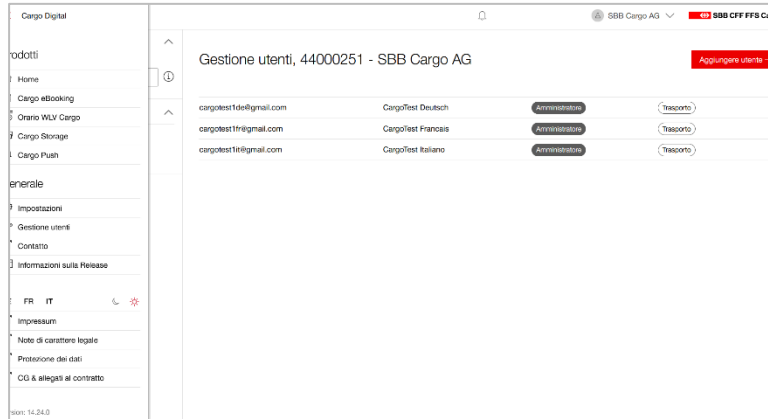 Cargo Digital
SBB Cargo AG
SBB CFF FFS Ca
rodotti
Home
Cargo eBooking
Orario WLV Cargo
Cargo Storage
Cargo Push
enerale
Impostazioni
Gestione utenti
Contatto
Informazioni sulla Release
FR IT
Impressum
Note di carattere legale
Protezione dei dati
CG & allegati al contratto
rsion: 14.24.0
Gestione utenti, 44000251 - SBB Cargo AG
Aggiungere utente
cargotest1de@gmail.com CargoTest Deutsch Amministratore Trasporto
cargotest1fr@gmail.com CargoTest Francais Amministratore Trasporto
cargotest1it@gmail.com CargoTest Italiano Amministratore Trasporto